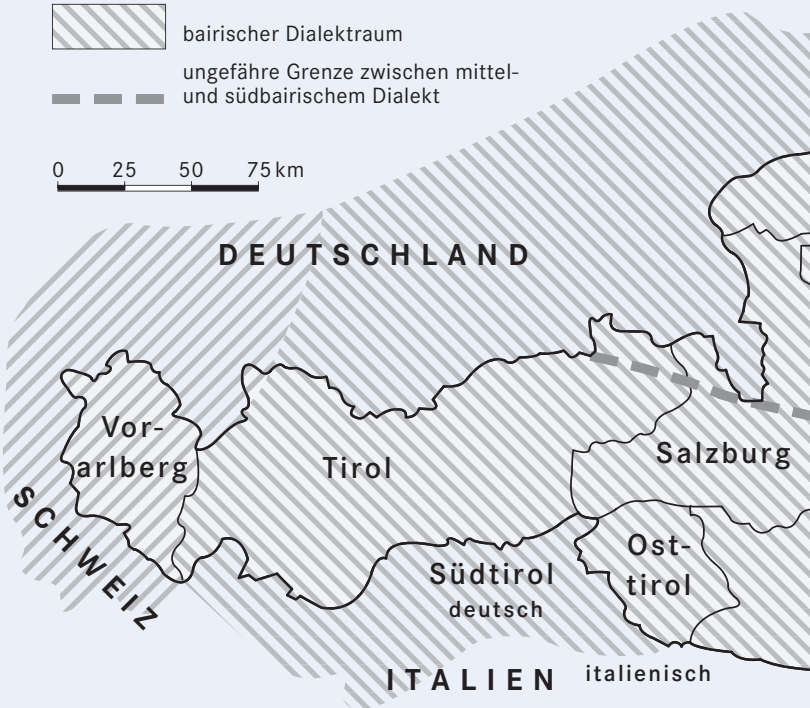 bairischer Dialektraum
ungefähre Grenze zwischen mittel-
und südbairischem Dialekt
0 25 50 75 km
DEUTSCHLAND
Vor-
arlberg
Tirol
Salzburg
SCHWEIZ
Ost-
tirol
Südtirol
deutsch
ITALIEN
italienisch